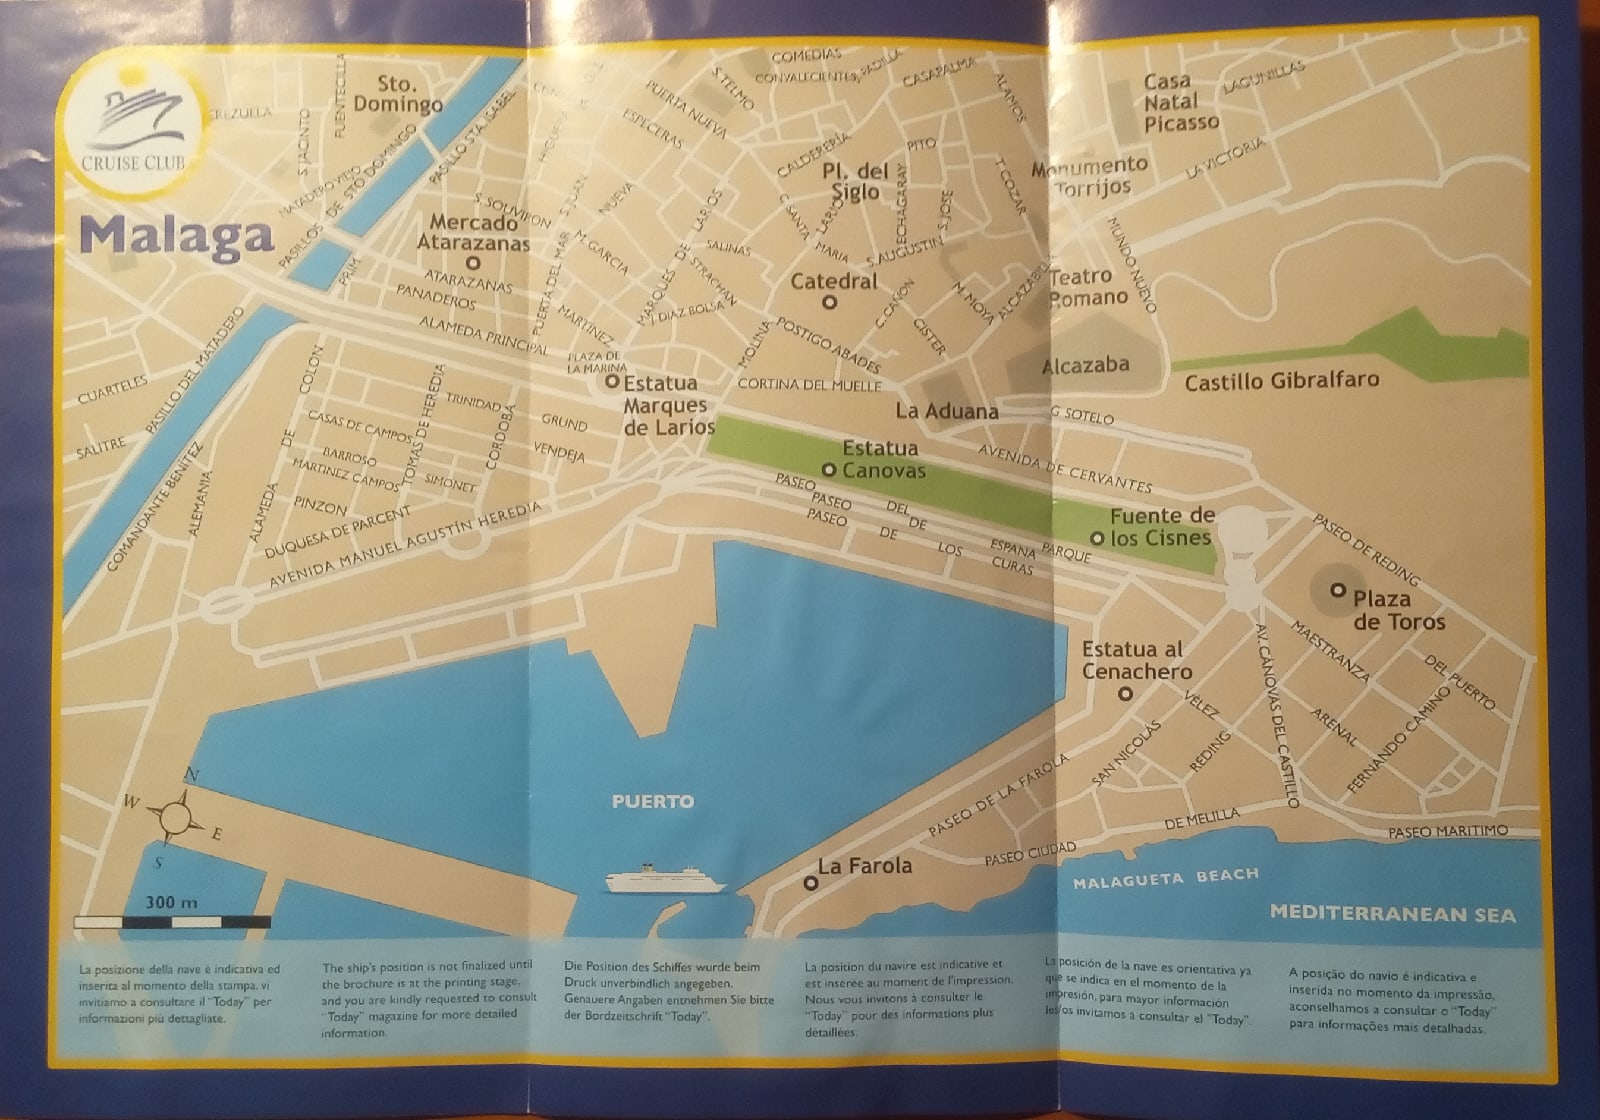 CRUISE CLUB
Malaga
Sto.
Domingo
Mercado
Atarazanas
Pl. del
Siglo
Casa
Natal
Picasso
Monumento
Torrijos
Catedral
Teatro
Romano
Alcazaba
Castillo Gibralfaro
Estatua
Marques
de Larios
La Aduana
Estatua
Canovas
Fuente de
los Cisnes
Plaza
de Toros
Estatua al
Cenachero
La Farola
PUERTO
MALAGUETA BEACH
MEDITERRANEAN SEA
COMEDIAS
CONVALECIENTES
PADILLA
CASAPALMA
ALAMOS
LAGUNILLAS
LA VICTORIA
S. TELMO
PUERTA NUEVA
ESPECERAS
CALDERERÍA
PITO
S. JACINTO
MATADERO VIEJO
PASILLOS DE STO DOMINGO
PASILLO STA. ISABEL
PRIM
S. SOUVIRON
S. JUAN
NUEVA
MARQUES DE LARIOS
SALINAS
STRACHAN
J. DIAZ BOLSA
M. GARCIA
MARTINEZ
PUERTA DEL MAR
C. SANTA MARIA
ECHAGARAY
S. JOSE
S. AUGUSTIN
T. COZAR
MUNDO NUEVO
ALCAZABILLA
M. MOYA
C. CAÑON
CISTER
MOLINA
POSTIGO ABADES
CORTINA DEL MUELLE
ATARAZANAS
PANADEROS
ALAMEDA PRINCIPAL
PLAZA DE
LA MARINA
G. SOTELO
AVENIDA DE CERVANTES
PASEO DEL PARQUE
PASEO DE ESPANA
PASEO DE LOS CURAS
PASEO DE REDING
CUARTELES
SALITRE
PASILLO DEL MATADERO
COMANDANTE BENITEZ
ALEMANIA
ALAMEDA DE COLON
CASAS DE CAMPOS
BARROSO
MARTINEZ CAMPOS
TOMAS DE HEREDIA
TRINIDAD
CORDOBA
SIMONET
PINZON
DUQUESA DE PARCENT
AVENIDA MANUEL AGUSTÍN HEREDIA
GRUND
VENDEJA
MAESTRANZA
DEL PUERTO
AV. CÁNOVAS DEL CASTILLO
ARENAL
FERNANDO CAMINO
VELEZ
SAN NICOLÁS
REDING
PASEO DE LA FAROLA
PASEO CIUDAD DE MELILLA
PASEO MARITIMO
N
W
E
S
300 m
La posizione della nave è indicativa ed
inserita al momento della stampa. vi
invitiamo a consultare il "Today" per
informazioni più dettagliate.
The ship's position is not finalized until
the brochure is at the printing stage,
and you are kindly requested to consult
"Today" magazine for more detailed
information.
Die Position des Schiffes wurde beim
Druck unverbindlich angegeben.
Genauere Angaben entnehmen Sie bitte
der Bordzeitschrift "Today".
La position du navire est indicative et
est insérée au moment de l'impression.
Nous vous invitons à consulter le
"Today" pour des informations plus
détaillées.
La posición de la nave es orientativa ya
que se indica en el momento de la
impresión, para mayor información
les/os invitamos a consultar el "Today".
A posição do navio é indicativa e
inserida no momento da impressão,
aconselhamos a consultar o "Today"
para informações mais detalhadas.